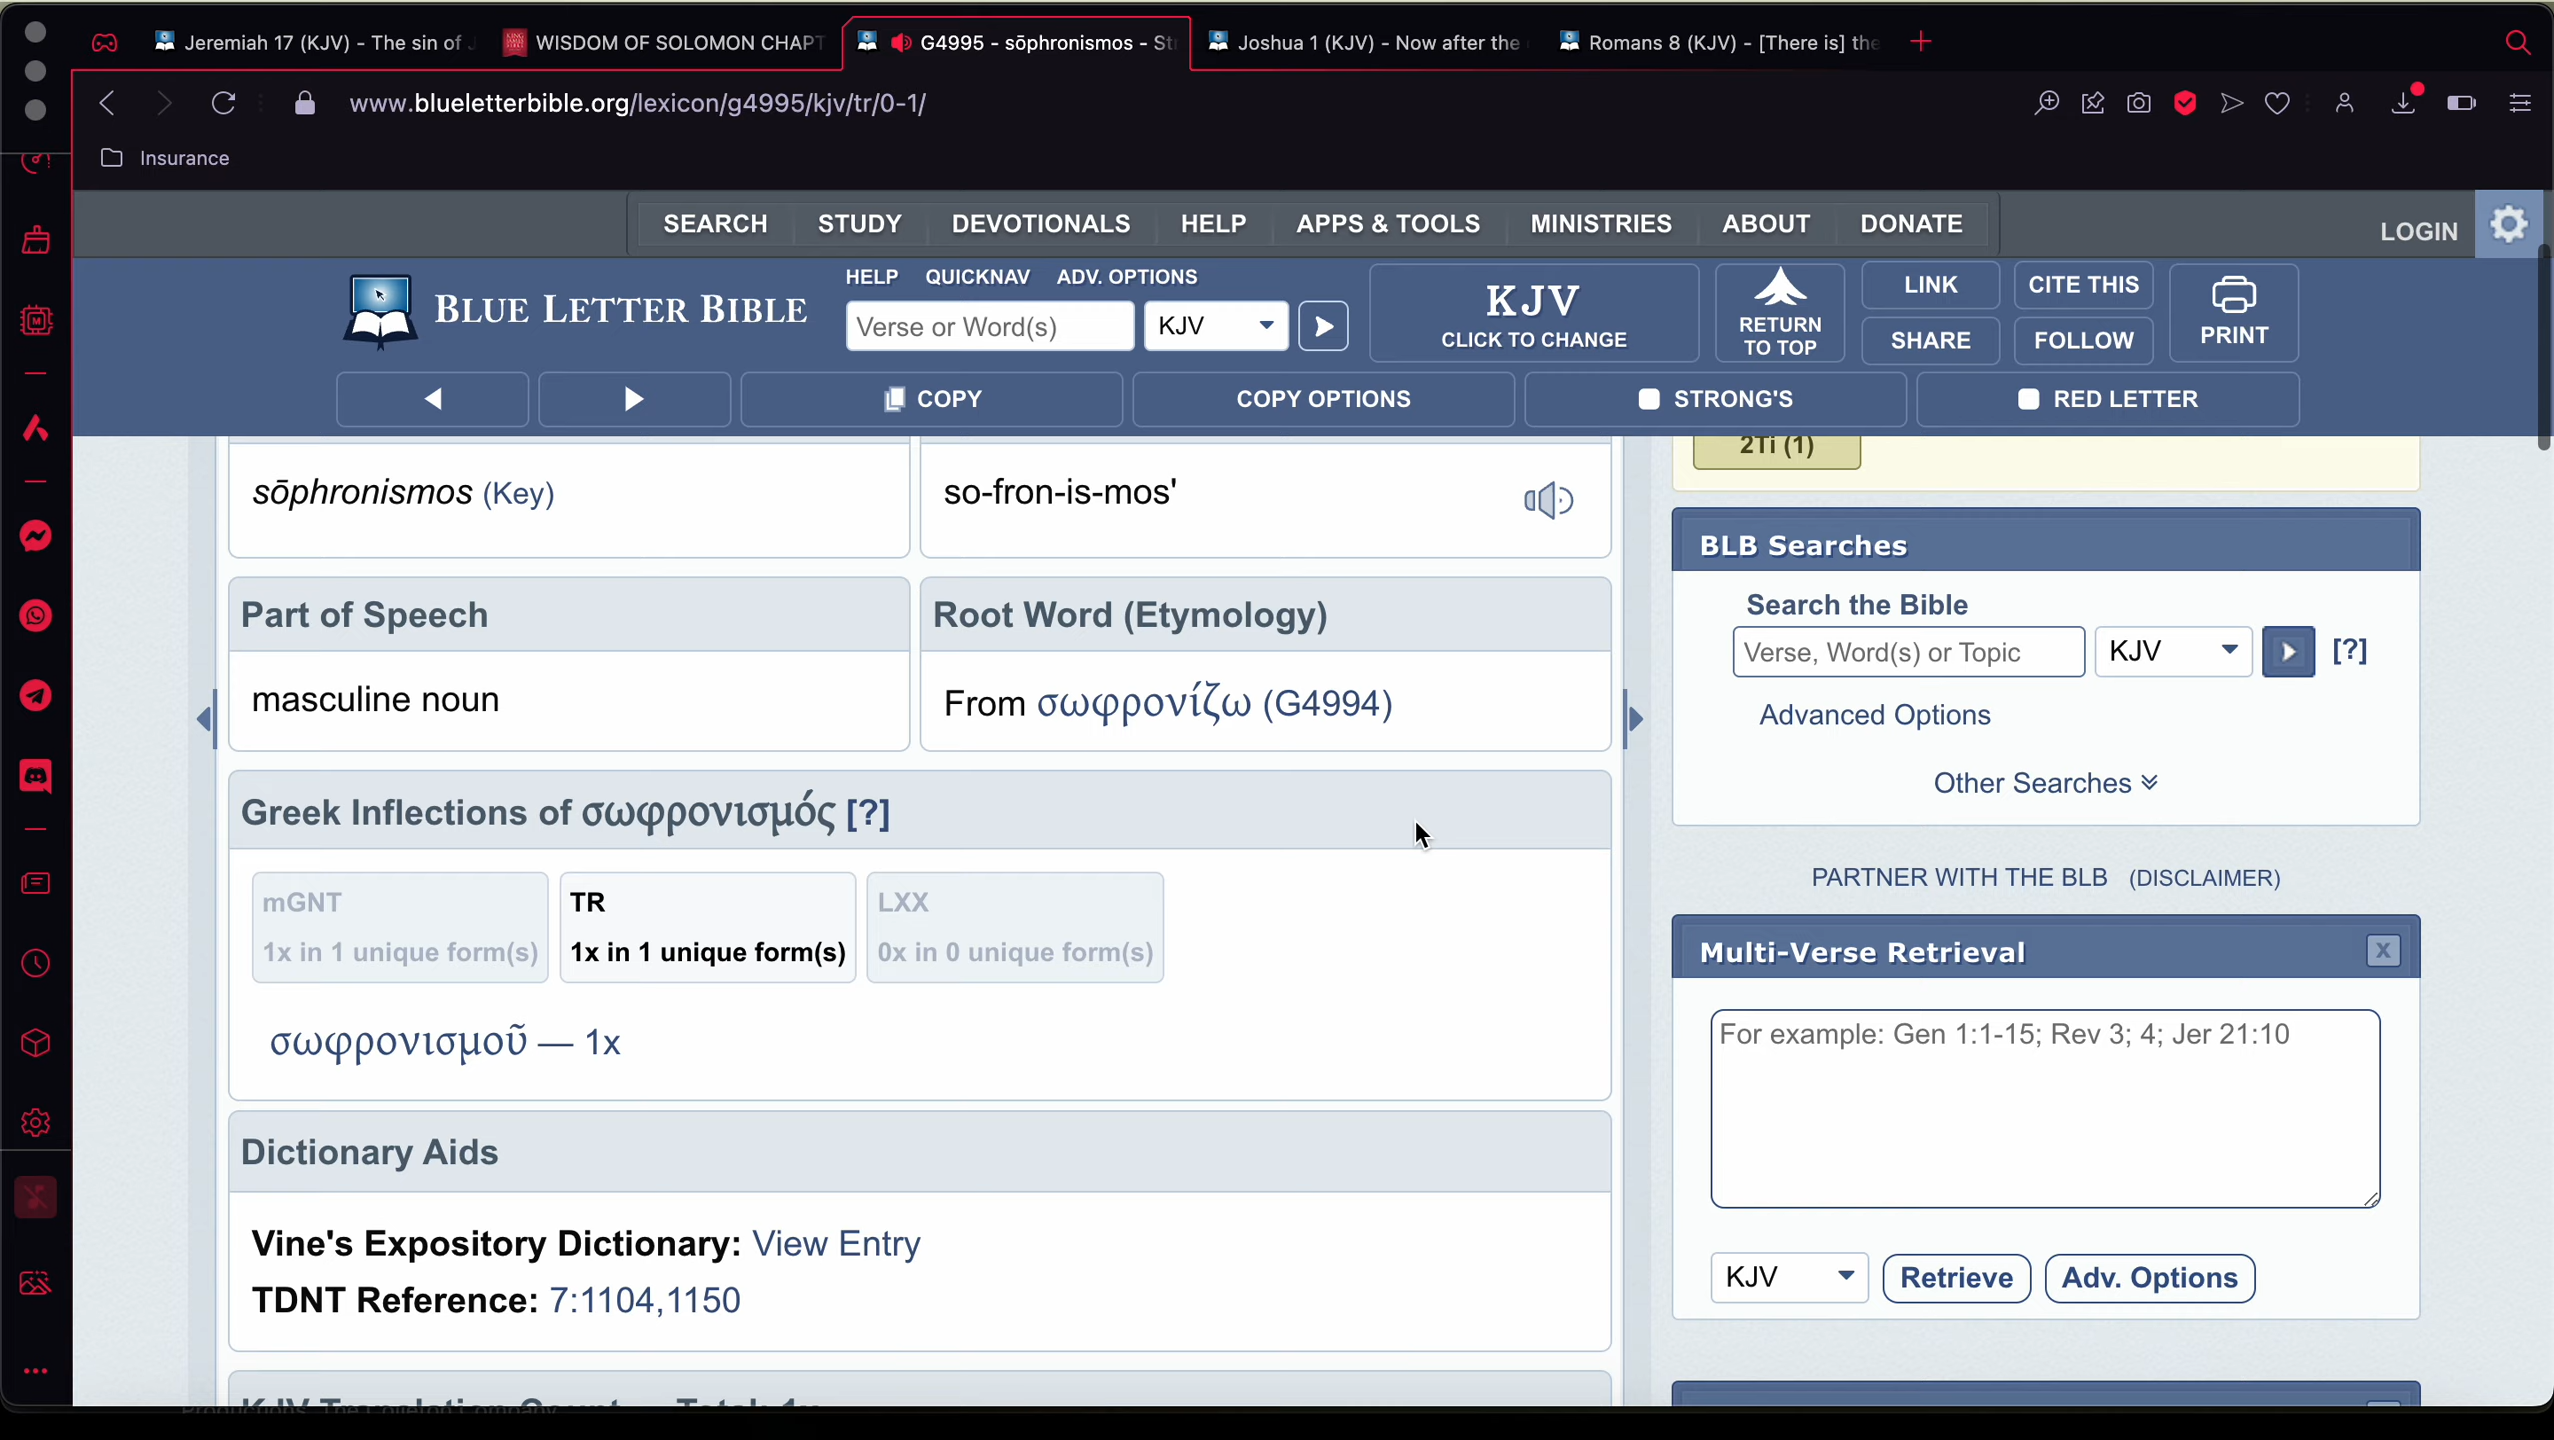 Jeremiah 17 (KJV) - The sin of J
WISDOM OF SOLOMON CHAPT
G4995 - sōphronismos - St
Joshua 1 (KJV) - Now after the
Romans 8 (KJV) - [There is] the
www.blueletterbible.org/lexicon/g4995/kjv/tr/0-1/
Insurance
SEARCH STUDY DEVOTIONALS HELP APPS & TOOLS MINISTRIES ABOUT DONATE
LOGIN
BLUE LETTER BIBLE
HELP QUICKNAV ADV. OPTIONS
Verse or Word(s)
KJV
KJV
CLICK TO CHANGE
RETURN
TO TOP
LINK
CITE THIS
SHARE
FOLLOW
PRINT
COPY
COPY OPTIONS
STRONG'S
RED LETTER
sōphronismos (Key)
so-fron-is-mos'
Part of Speech
masculine noun
Root Word (Etymology)
From σωφρονίζω (G4994)
Greek Inflections of σωφρονισμός [?]
mGNT
1x in 1 unique form(s)
TR
1x in 1 unique form(s)
LXX
0x in 0 unique form(s)
σωφρονισμοῦ — 1x
Dictionary Aids
Vine's Expository Dictionary: View Entry
TDNT Reference: 7:1104,1150
2Ti (1)
BLB Searches
Search the Bible
Verse, Word(s) or Topic
KJV
[?]
Advanced Options
Other Searches
PARTNER WITH THE BLB (DISCLAIMER)
Multi-Verse Retrieval
X
For example: Gen 1:1-15; Rev 3; 4; Jer 21:10
KJV
Retrieve
Adv. Options